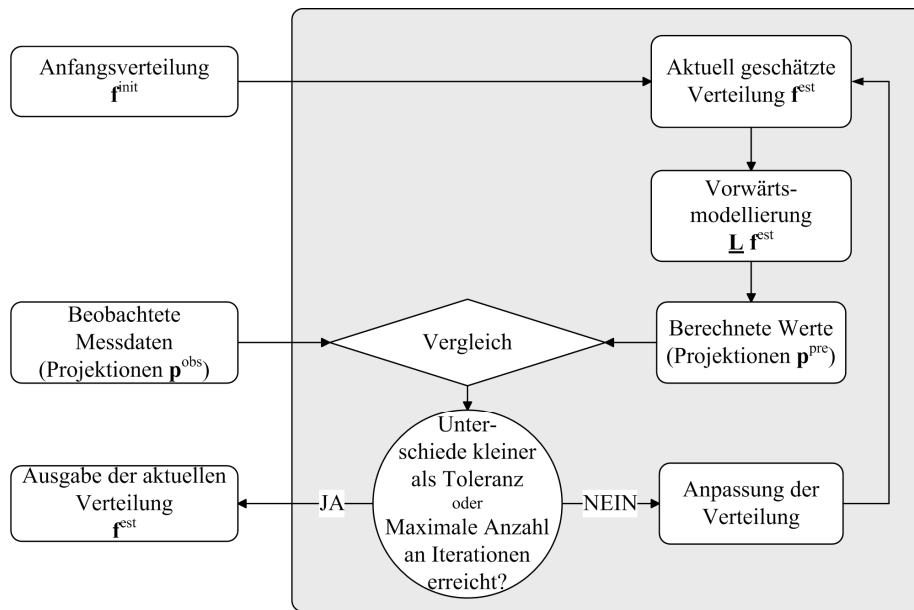 Anfangsverteilung
f^init
Aktuell geschätzte
Verteilung f^est
Vorwärts-
modellierung
L f^est
Beobachtete
Messdaten
(Projektionen p^obs)
Vergleich
Berechnete Werte
(Projektionen p^pre)
Unter-
schiede kleiner
als Toleranz
oder
Maximale Anzahl
an Iterationen
erreicht?
JA
NEIN
Ausgabe der aktuellen
Verteilung
f^est
Anpassung der
Verteilung